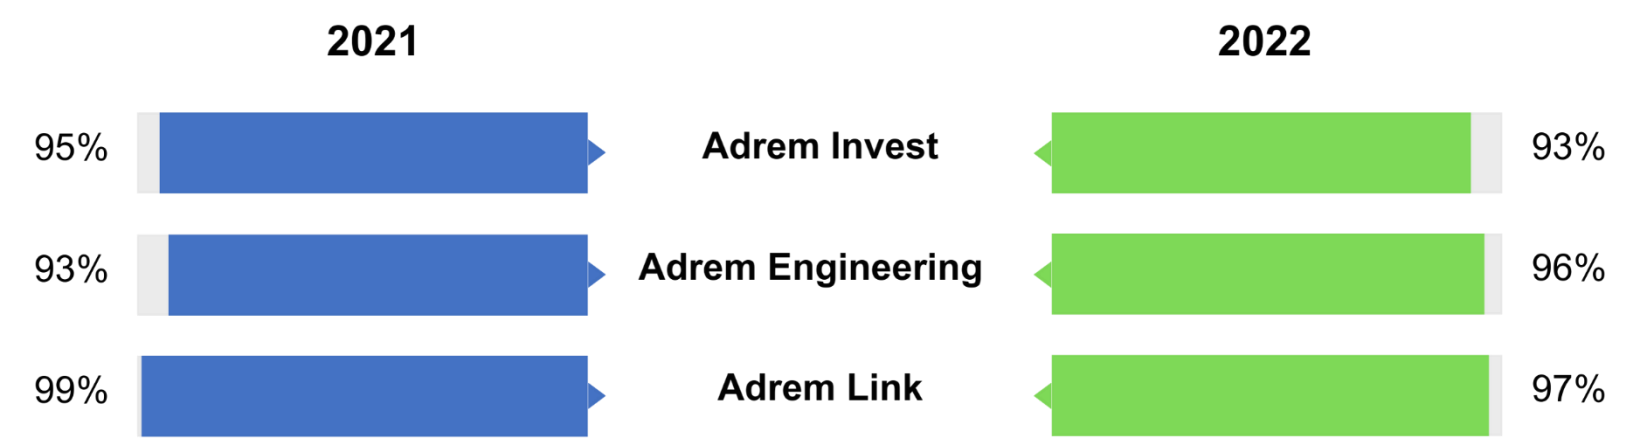 2021 2022
95% Adrem Invest 93%
93% Adrem Engineering 96%
99% Adrem Link 97%